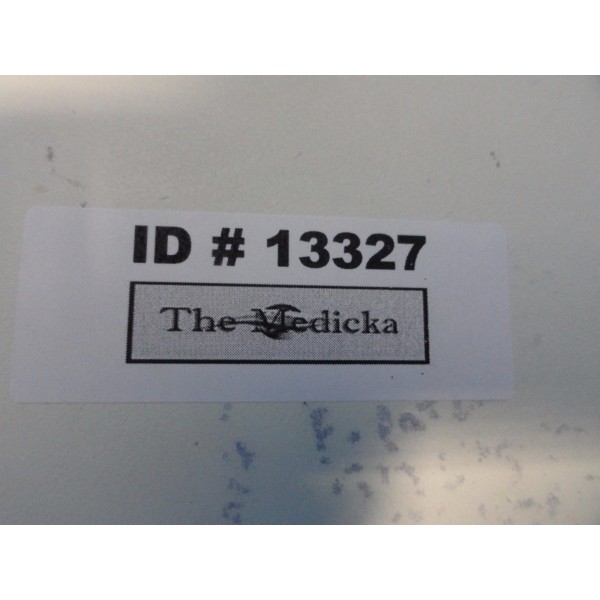 ID # 13327
The Medicka